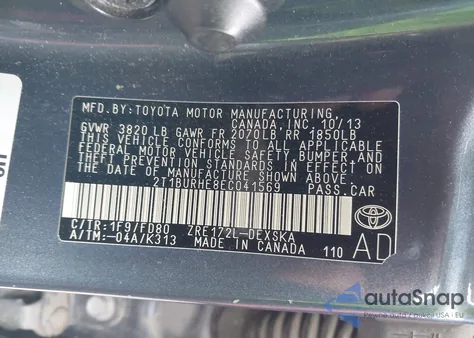 MFD. BY: TOYOTA MOTOR MANUFACTURING
CANADA, INC. 10/13
GVWR 3820 LB GAWR FR 2070LB RR 1850LB
THIS VEHICLE CONFORMS TO ALL APPLICABLE
FEDERAL MOTOR VEHICLE SAFETY, BUMPER, AND
THEFT PREVENTION STANDARDS IN EFFECT ON
THE DATE OF MANUFACTURE SHOWN ABOVE.
2T1BURHE8EC041569 PASS.CAR
C/TR: 1F9/FD80 ZRE172L-DEXSKA
A/TM: -04A/K313 MADE IN CANADA 110
TOYOTA
AD
autoSnap